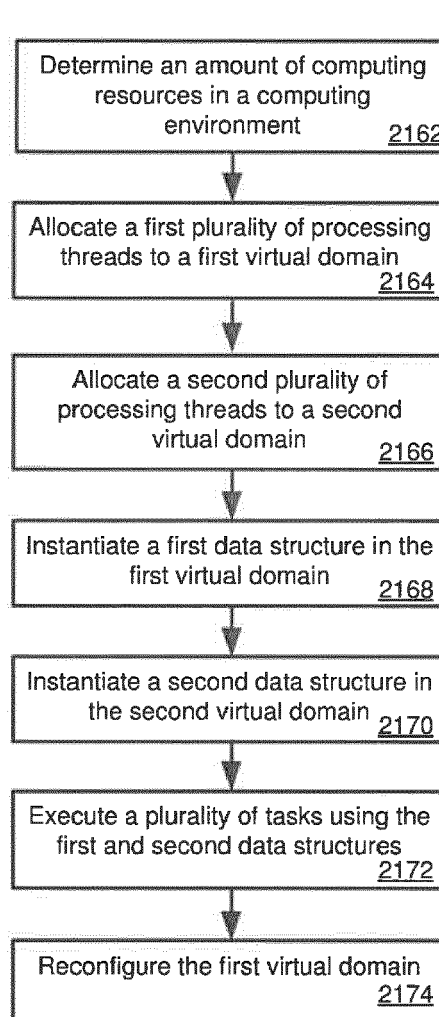 Determine an amount of computing
resources in a computing
environment
2162
Allocate a first plurality of processing
threads to a first virtual domain
2164
Allocate a second plurality of
processing threads to a second
virtual domain
2166
Instantiate a first data structure in the
first virtual domain
2168
Instantiate a second data structure in
the second virtual domain
2170
Execute a plurality of tasks using the
first and second data structures
2172
Reconfigure the first virtual domain
2174